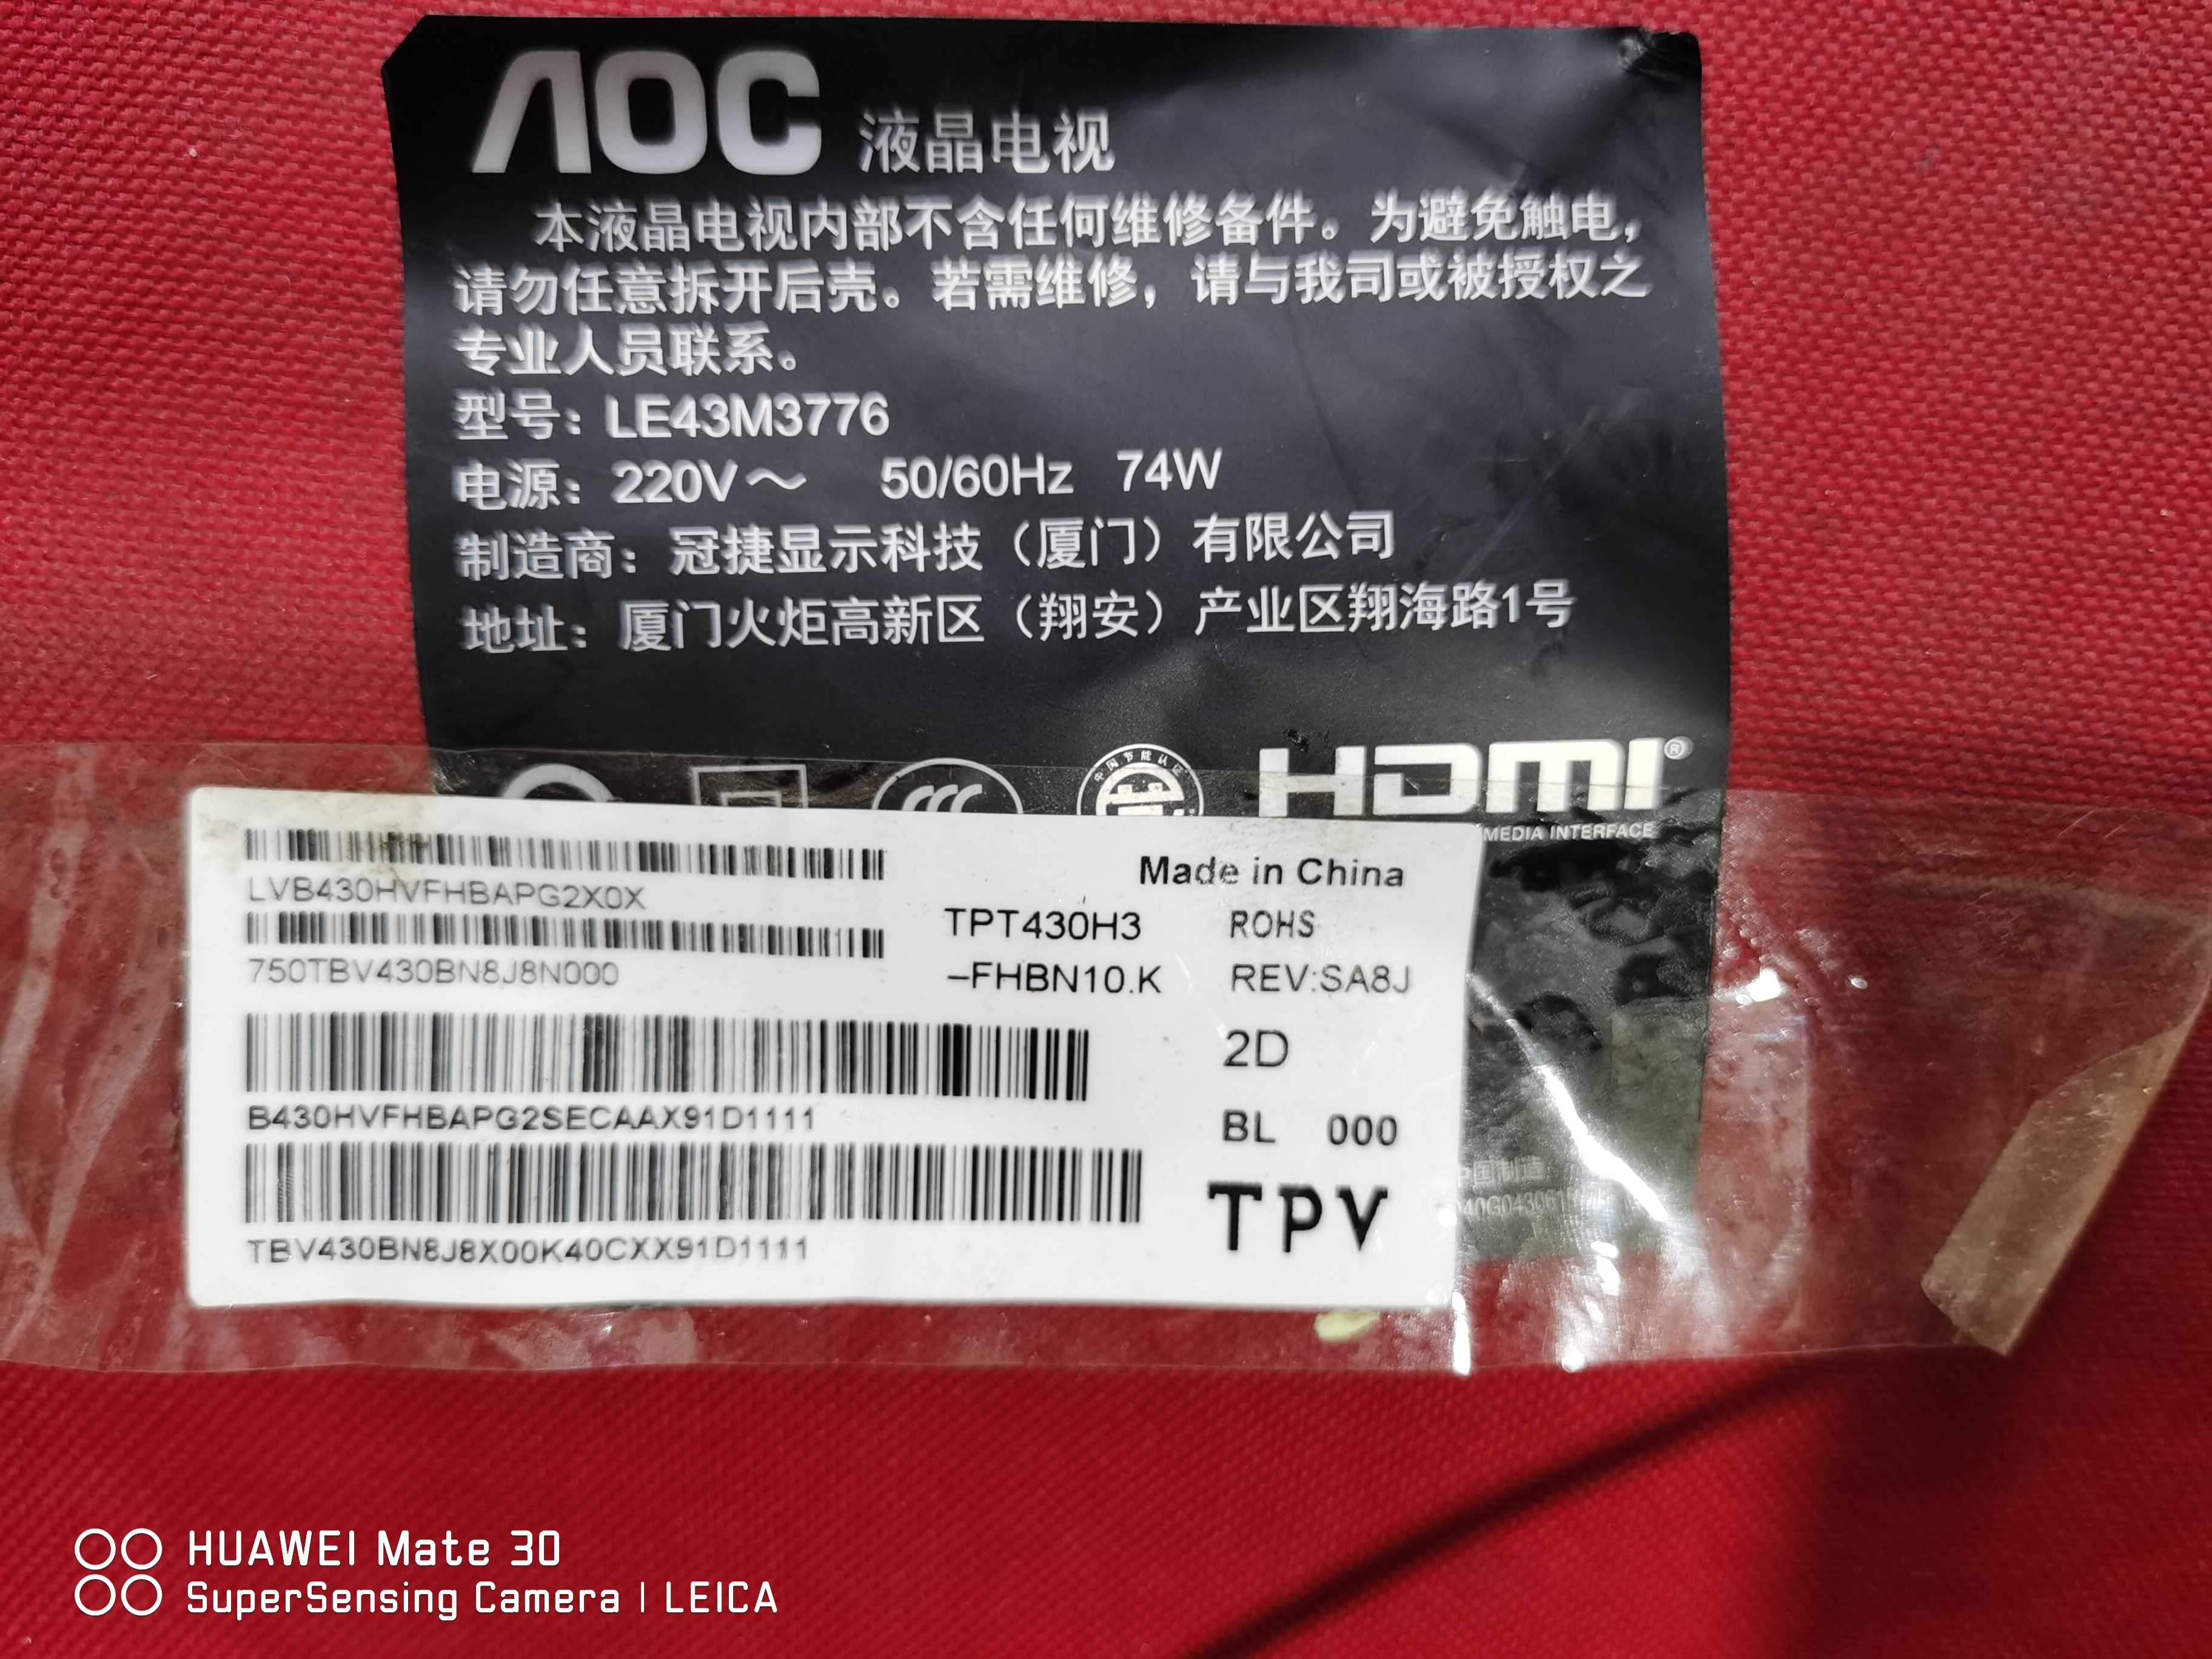 AOC 液晶电视
本液晶电视内部不含任何维修备件。为避免触电，
请勿任意拆开后壳。若需维修，请与我司或被授权之
专业人员联系。
型号：LE43M3776
电源：220V～ 50/60Hz 74W
制造商：冠捷显示科技（厦门）有限公司
地址：厦门火炬高新区（翔安）产业区翔海路1号
中国节能认证
HDMI®
MEDIA INTERFACE
Made in China
LVB430HVFHBAPG2X0X
TPT430H3 ROHS
750TBV430BN8J8N000
-FHBN10.K REV:SA8J
2D
B430HVFHBAPG2SECAAX91D1111
BL 000
TPV
TBV430BN8J8X00K40CXX91D1111
中国制造
HUAWEI Mate 30
SuperSensing Camera | LEICA